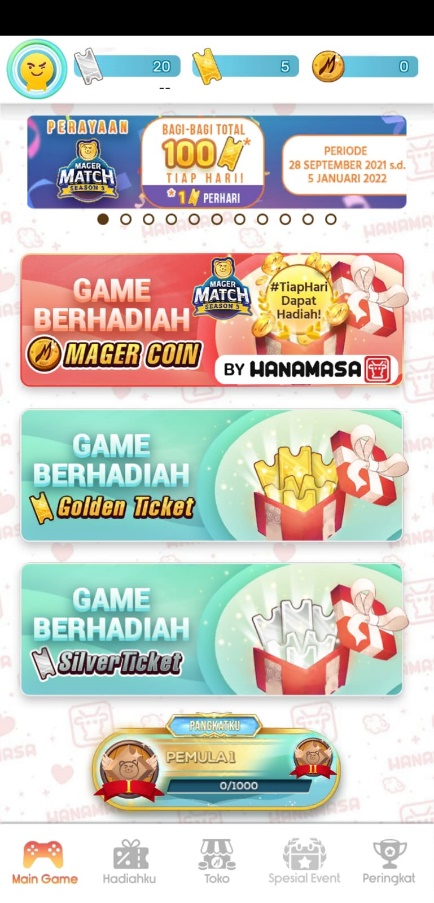 20
5
0
--
PERAYAAN
MAGER
MATCH
SEASON 3
BAGI-BAGI TOTAL
100*
TIAP HARI!
1 PERHARI
PERIODE
28 SEPTEMBER 2021 s.d.
5 JANUARI 2022
GAME
BERHADIAH
MAGER COIN
MAGER
MATCH
SEASON 3
#TiapHari
Dapat
Hadiah!
BY HANAMASA
GAME
BERHADIAH
Golden Ticket
GAME
BERHADIAH
Silver Ticket
PANGKATKU
PEMULA 1
I
0/1000
II
HANAMASA
Main Game
Hadiahku
Toko
Spesial Event
Peringkat